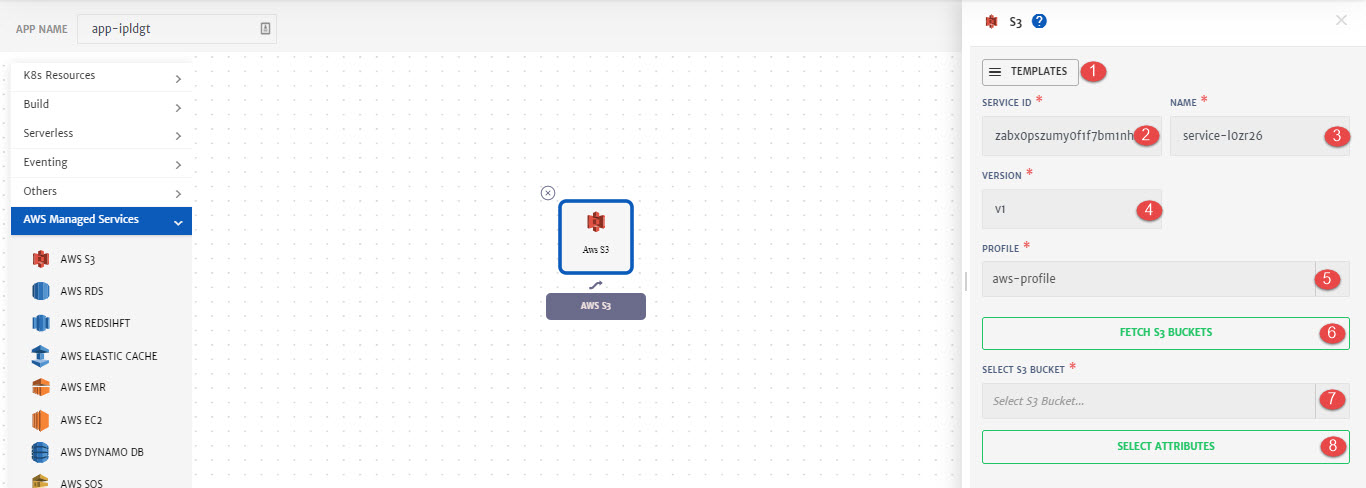 APP NAME
app-ipldgt
K8s Resources
Build
Serverless
Eventing
Others
AWS Managed Services
AWS S3
AWS RDS
AWS REDSIHFT
AWS ELASTIC CACHE
AWS EMR
AWS EC2
AWS DYNAMO DB
AWS SQS
Aws S3
AWS S3
S3 ?
TEMPLATES 1
SERVICE ID * NAME *
zabx0pszumy0f1f7bm1nh 2 service-l0zr26 3
VERSION *
v1 4
PROFILE *
aws-profile 5
FETCH S3 BUCKETS 6
SELECT S3 BUCKET *
Select S3 Bucket... 7
SELECT ATTRIBUTES 8